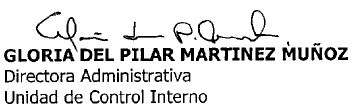 GLORIA DEL PILAR MARTINEZ MUÑOZ
Directora Administrativa
Unidad de Control Interno